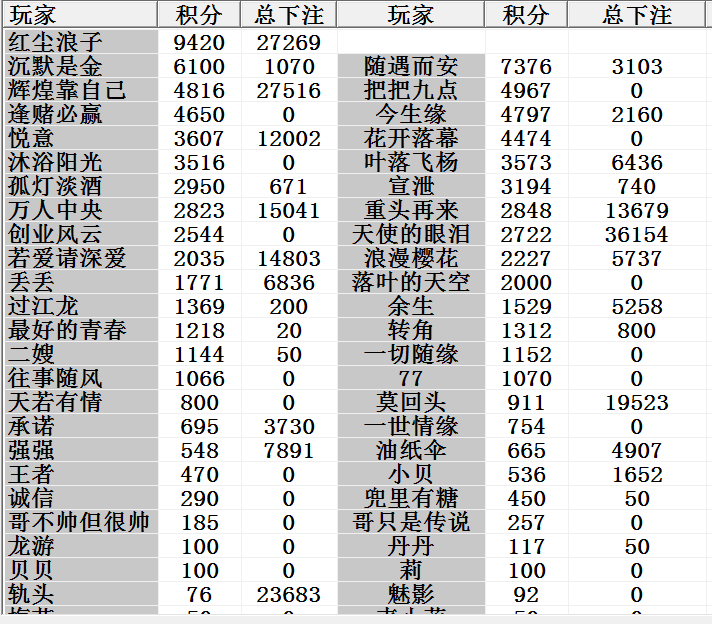 玩家 积分 总下注 玩家 积分 总下注
红尘浪子 9420 27269
沉默是金 6100 1070 随遇而安 7376 3103
辉煌靠自己 4816 27516 把把九点 4967 0
逢赌必赢 4650 0 今生缘 4797 2160
悦意 3607 12002 花开落幕 4474 0
沐浴阳光 3516 0 叶落飞杨 3573 6436
孤灯淡酒 2950 671 宣泄 3194 740
万人中央 2823 15041 重头再来 2848 13679
创业风云 2544 0 天使的眼泪 2722 36154
若爱请深爱 2035 14803 浪漫樱花 2227 5737
丢丢 1771 6836 落叶的天空 2000 0
过江龙 1369 200 余生 1529 5258
最好的青春 1218 20 转角 1312 800
二嫂 1144 50 一切随缘 1152 0
往事随风 1066 0 77 1070 0
天若有情 800 0 莫回头 911 19523
承诺 695 3730 一世情缘 754 0
强强 548 7891 油纸伞 665 4907
王者 470 0 小贝 536 1652
诚信 290 0 兜里有糖 450 50
哥不帅但很帅 185 0 哥只是传说 257 0
龙游 100 0 丹丹 117 50
贝贝 100 0 莉 100 0
轨头 76 23683 魅影 92 0